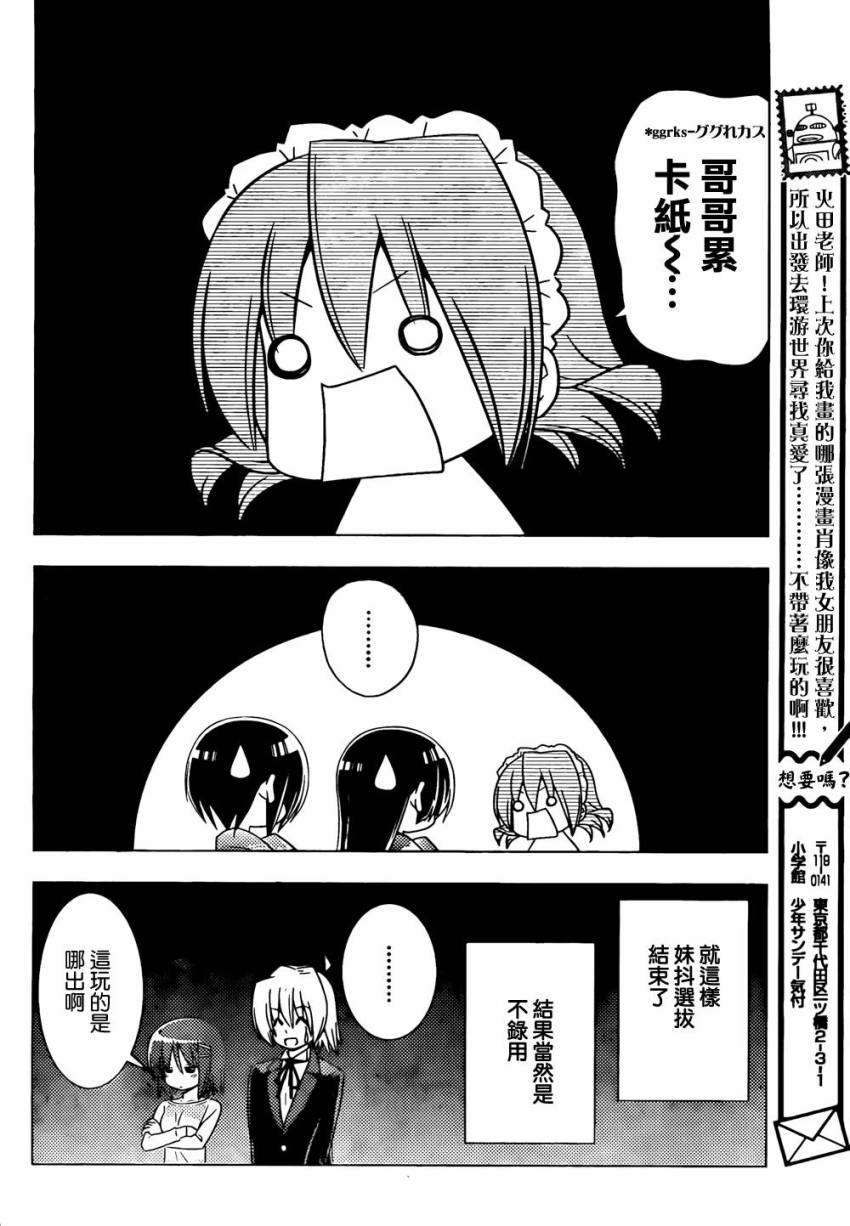 *ggrks-ググれカス
哥哥累
卡紙～…
………
就這樣
妹抖選拔
結束了
結果當然是
不錄用
………
這玩的是
哪出啊
火田老師！上次你給我畫的哪張漫畫肖像我女朋友很喜歡，
所以出發去環游世界尋找真愛了…………不帶著麼玩的啊!!!
想要嗎？
〒118
0141
東京都千代田区一ツ橋2-3-1
小学館 少年サンデー気付